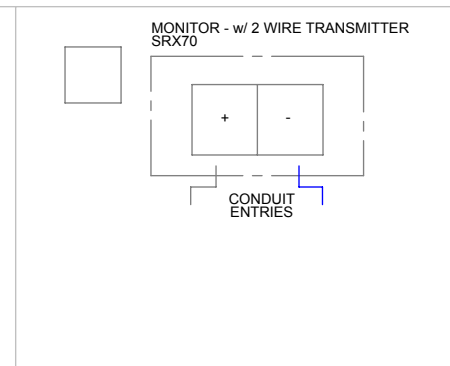 MONITOR - w/ 2 WIRE TRANSMITTER
SRX70
+ -
CONDUIT
ENTRIES